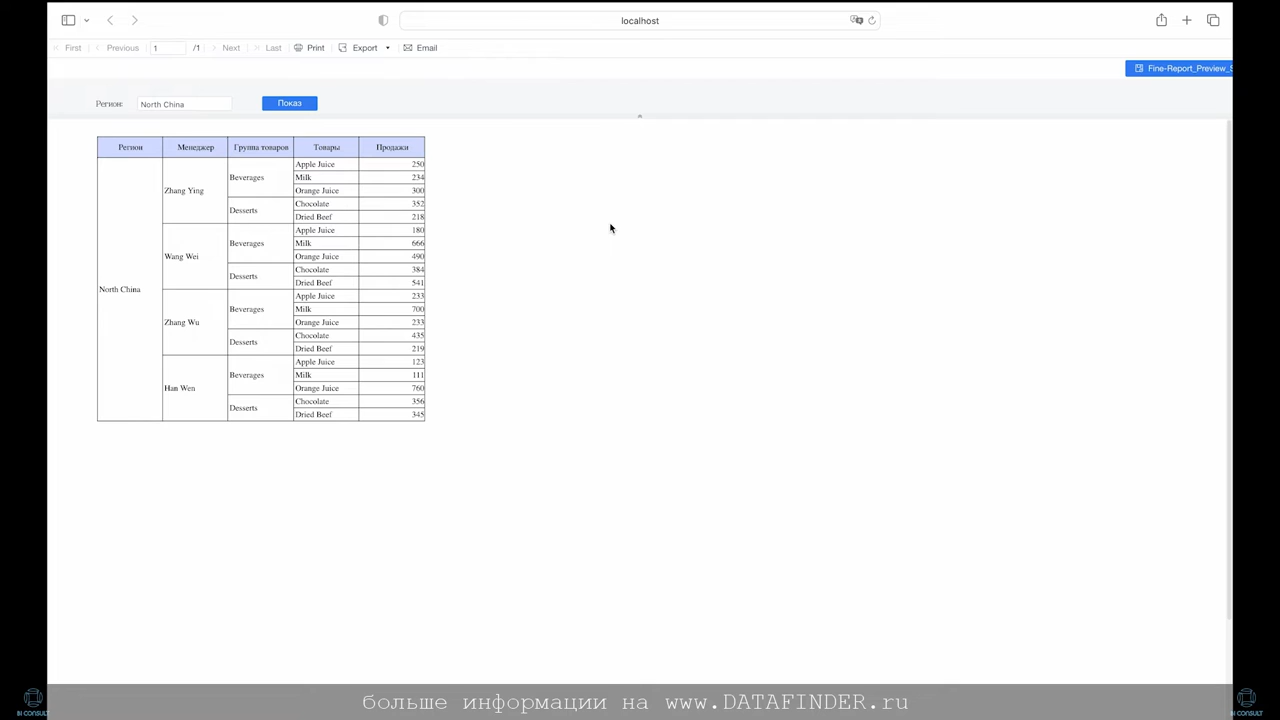 localhost
First Previous 1 /1 Next Last Print Export Email
Fine-Report_Preview_S
Регион: North China Показ
Регион Менеджер Группа товаров Товары Продажи
North China Zhang Ying Beverages Apple Juice 250
Milk 234
Orange Juice 300
Desserts Chocolate 352
Dried Beef 218
Wang Wei Beverages Apple Juice 180
Milk 666
Orange Juice 490
Desserts Chocolate 384
Dried Beef 541
Zhang Wu Beverages Apple Juice 233
Milk 700
Orange Juice 233
Desserts Chocolate 435
Dried Beef 219
Han Wen Beverages Apple Juice 123
Milk 111
Orange Juice 760
Desserts Chocolate 356
Dried Beef 345
больше информации на www.DATAFINDER.ru
BI CONSULT
BI CONSULT